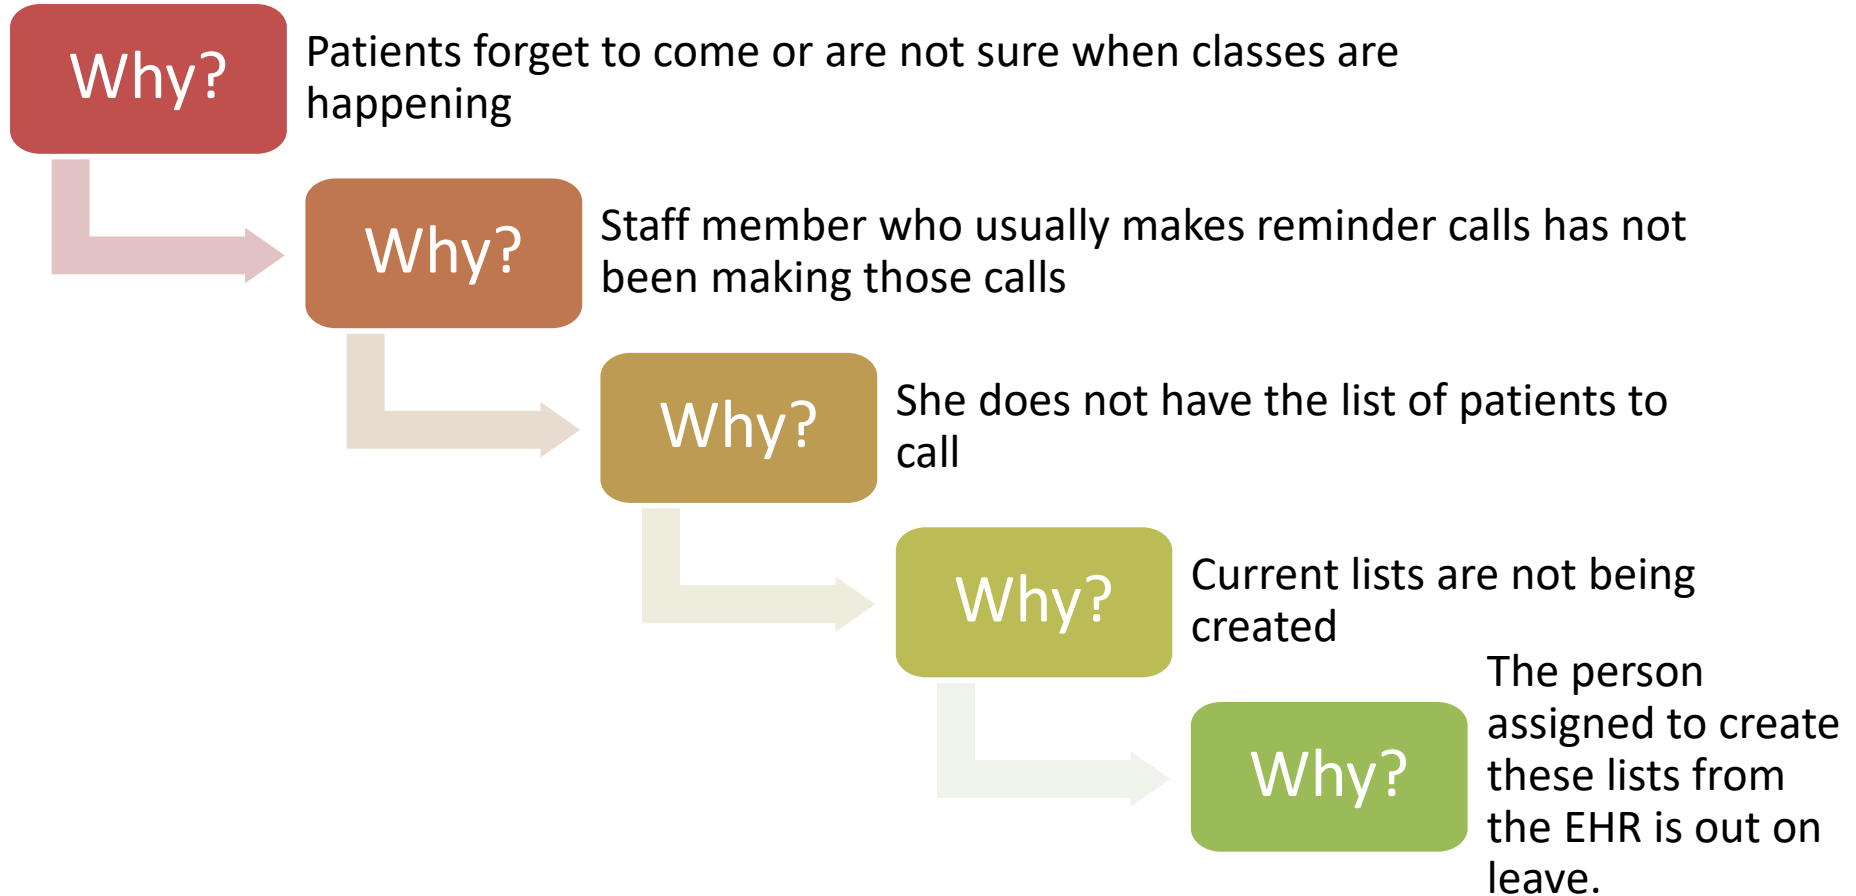 Why?
Patients forget to come or are not sure when classes are
happening
Why?
Staff member who usually makes reminder calls has not
been making those calls
Why?
She does not have the list of patients to
call
Why?
Current lists are not being
created
Why?
The person
assigned to create
these lists from
the EHR is out on
leave.